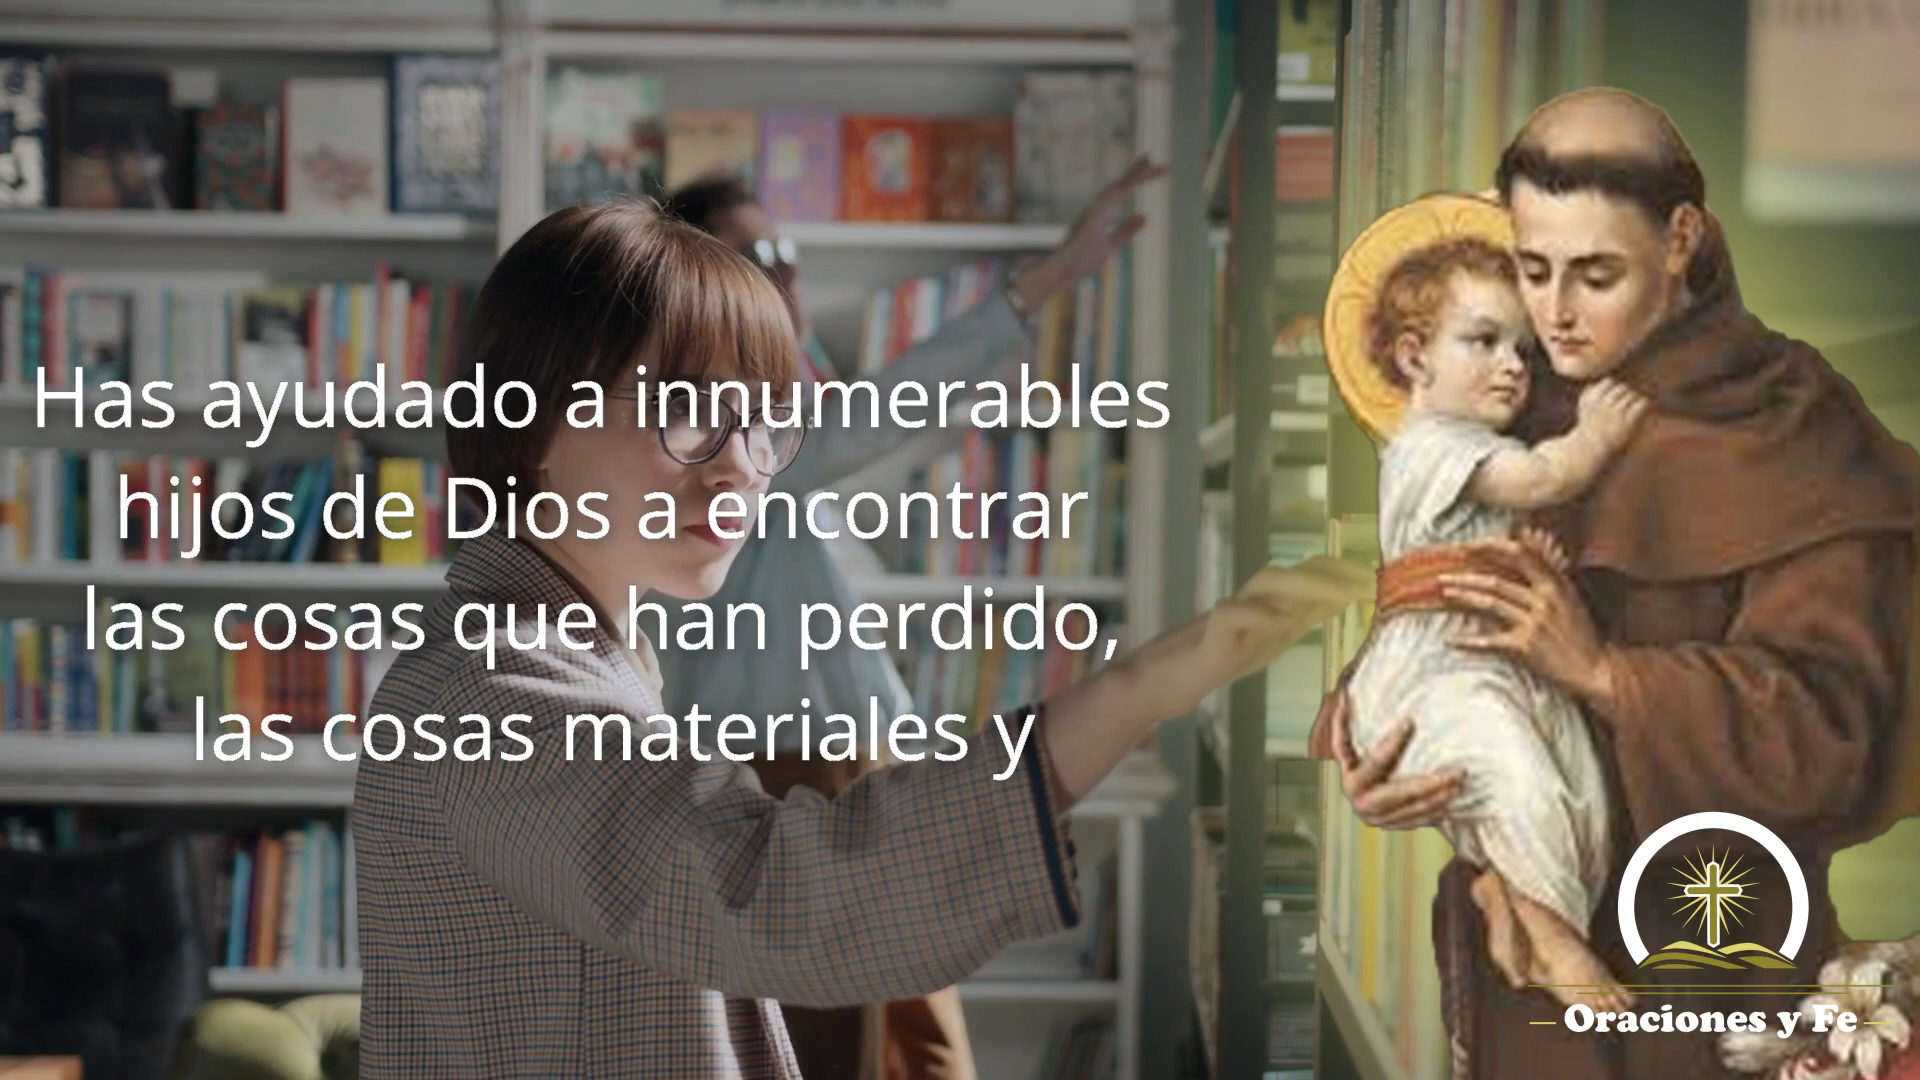 Has ayudado a innumerables
hijos de Dios a encontrar
las cosas que han perdido,
las cosas materiales y
Oraciones y Fe